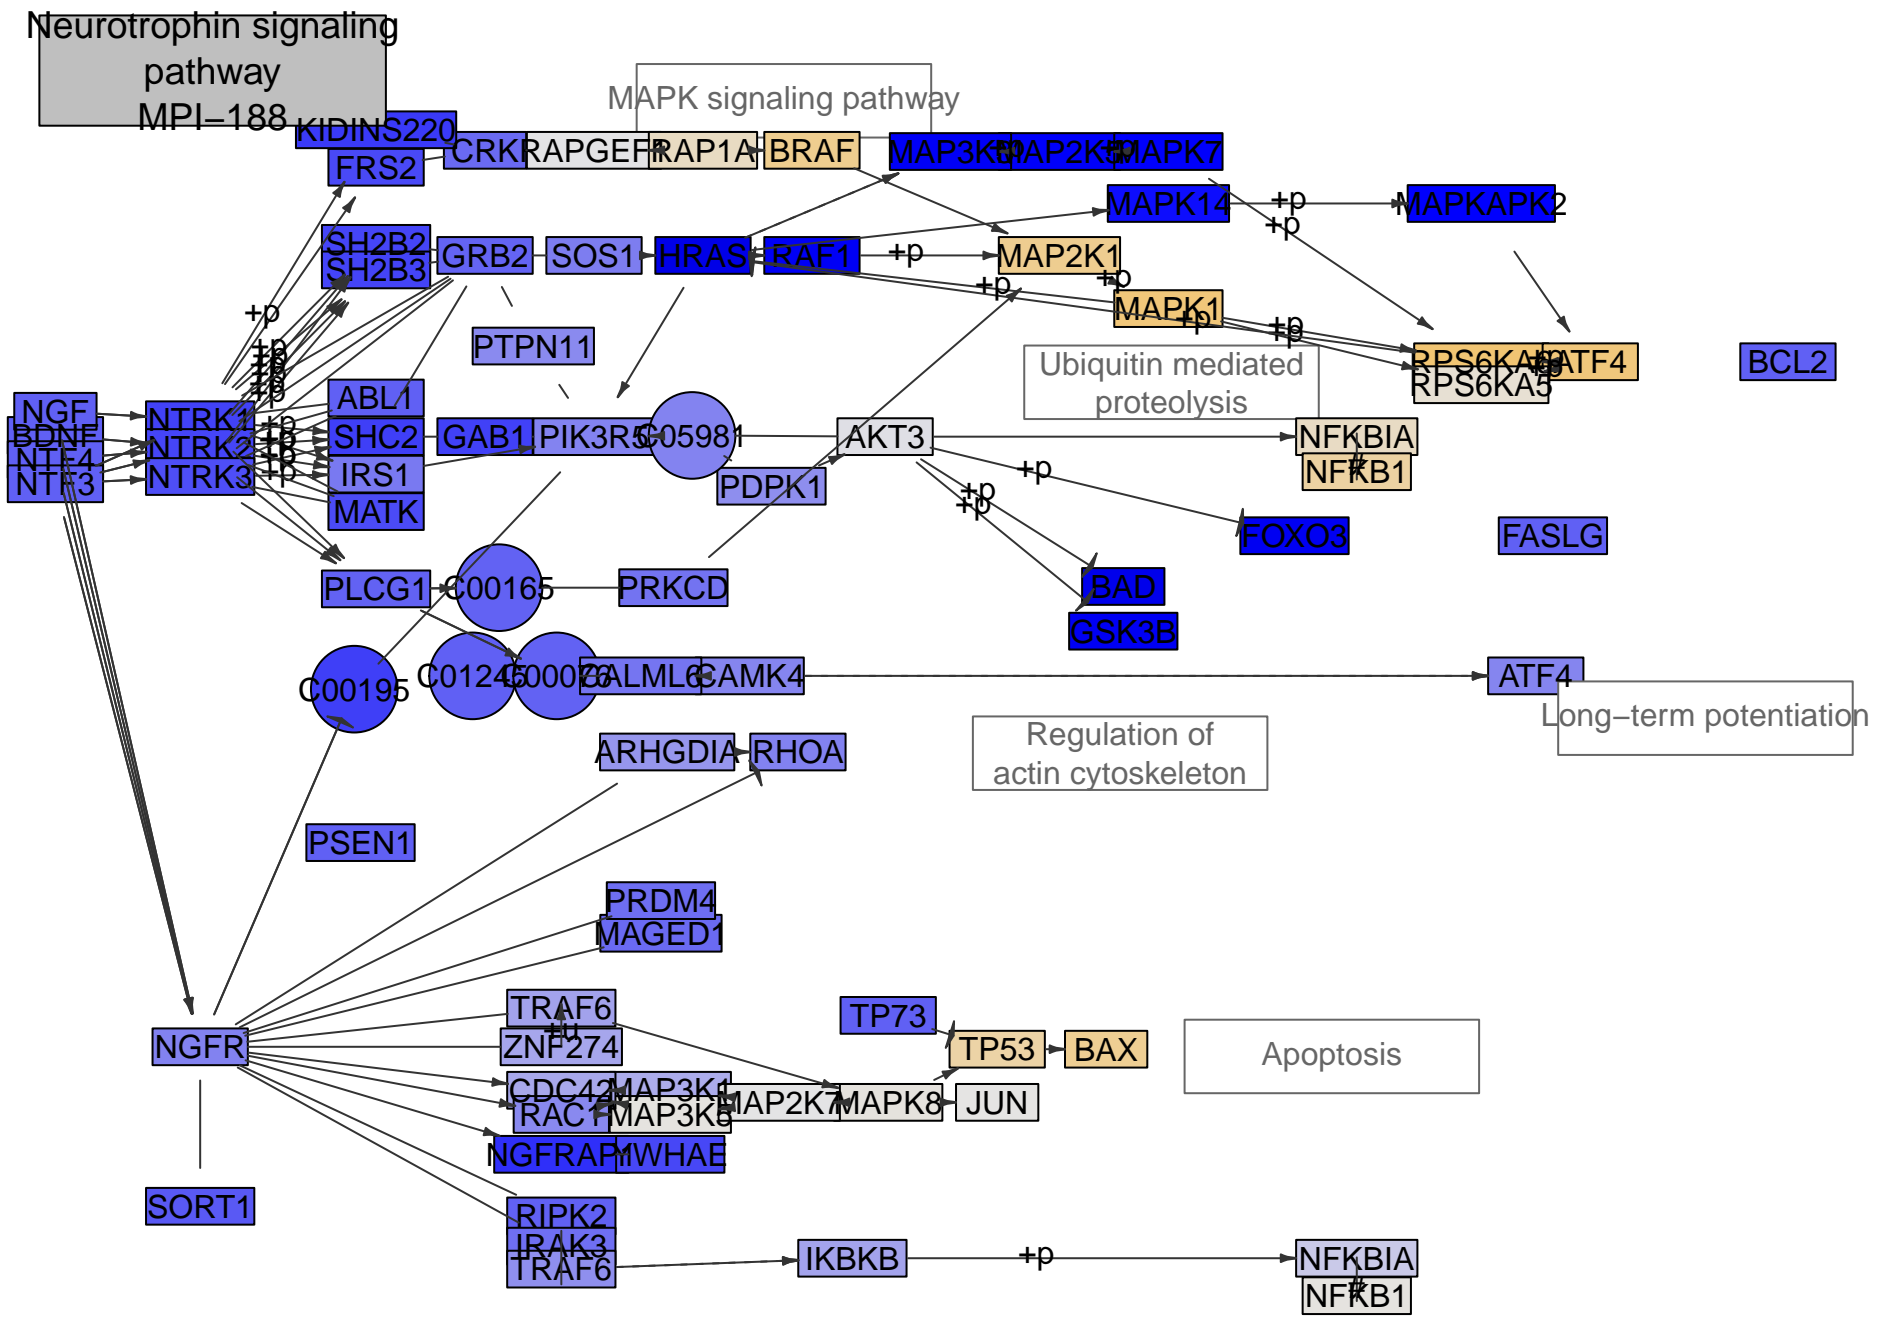 Neurotrophin signaling
pathway
MPI−188
MAPK signaling pathway
KIDINS220
FRS2
RAPGEF1
RAP1A
BRAF
MAPK7
MAPK14
+p
MAPKAPK2
+p
SH2B2
SH2B3
GRB2
SOS1
HRAS
RAF1
+p
MAP2K1
+p
+p
MAPK1
+p
+p
+p
+p
PTPN11
Ubiquitin mediated
proteolysis
RPS6KA5
ATF4
BCL2
+p
+p
+p
+p
NGF
BDNF
NTF4
NTF3
NTRK1
NTRK2
NTRK3
+p
+p
+p
+p
ABL1
SHC2
IRS1
MATK
GAB1
PIK3R5
C05981
PDPK1
AKT3
NFKBIA
NFKB1
+p
+p
+p
FOXO3
FASLG
PLCG1
C00165
PRKCD
BAD
GSK3B
C00195
C01245
C00076
CALML6
CAMK4
ATF4
Long−term potentiation
ARHGDIA
RHOA
Regulation of
actin cytoskeleton
PSEN1
PRDM4
MAGED1
TRAF6
+u
ZNF274
NGFR
TP73
TP53
BAX
Apoptosis
CDC42
RAC1
MAP3K1
MAP3K5
MAP2K7
MAPK8
JUN
NGFRAP1
YWHAE
SORT1
RIPK2
IRAK3
TRAF6
IKBKB
+p
NFKBIA
NFKB1